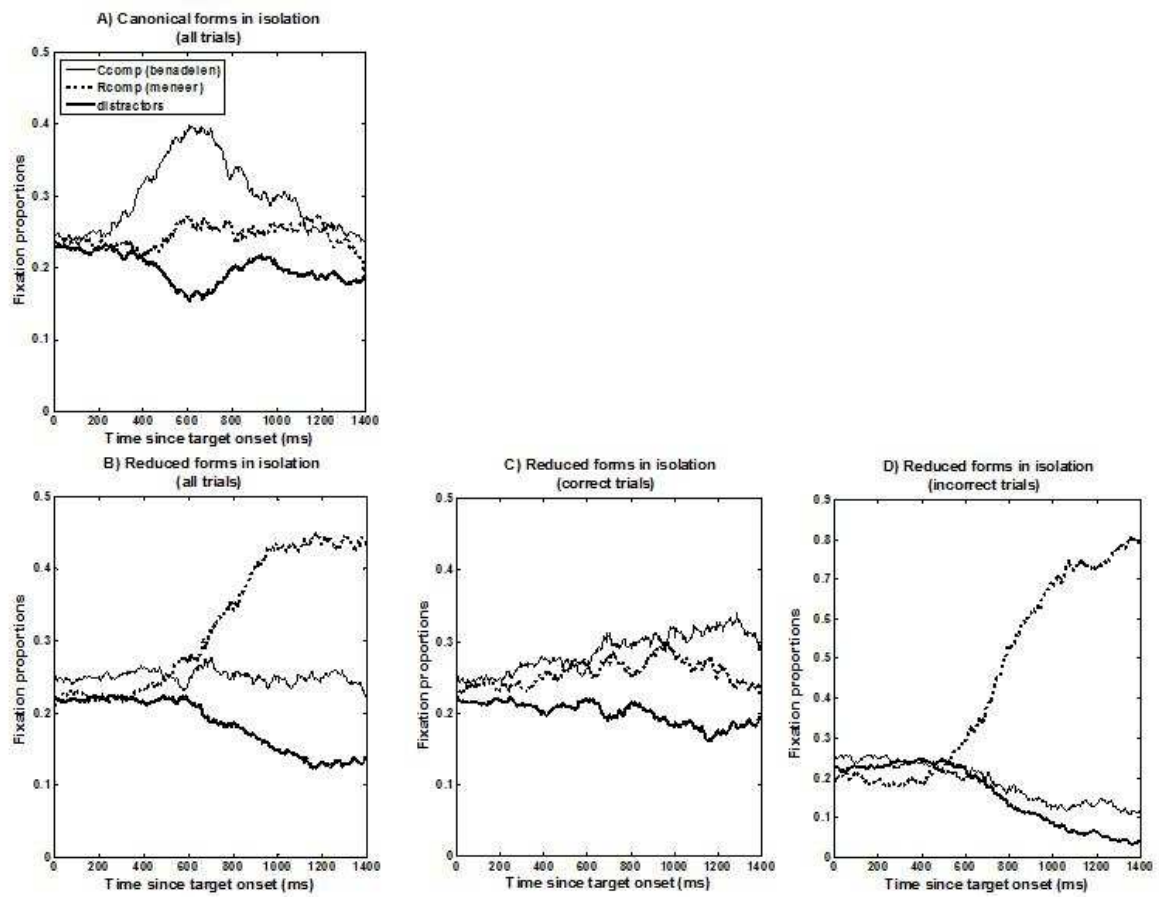 A) Canonical forms in isolation
(all trials)
0.5
Ccomp (benadelen)
Rcomp (meneer)
distractors
0.4
0.3
0.2
0.1
0
Fixation proportions
0 200 400 600 800 1000 1200 1400
Time since target onset (ms)
B) Reduced forms in isolation
(all trials)
0.5
0.4
0.3
0.2
0.1
0
Fixation proportions
0 200 400 600 800 1000 1200 1400
Time since target onset (ms)
C) Reduced forms in isolation
(correct trials)
0.5
0.4
0.3
0.2
0.1
0
Fixation proportions
0 200 400 600 800 1000 1200 1400
Time since target onset (ms)
D) Reduced forms in isolation
(incorrect trials)
0.9
0.8
0.7
0.6
0.5
0.4
0.3
0.2
0.1
0
Fixation proportions
0 200 400 600 800 1000 1200 1400
Time since target onset (ms)